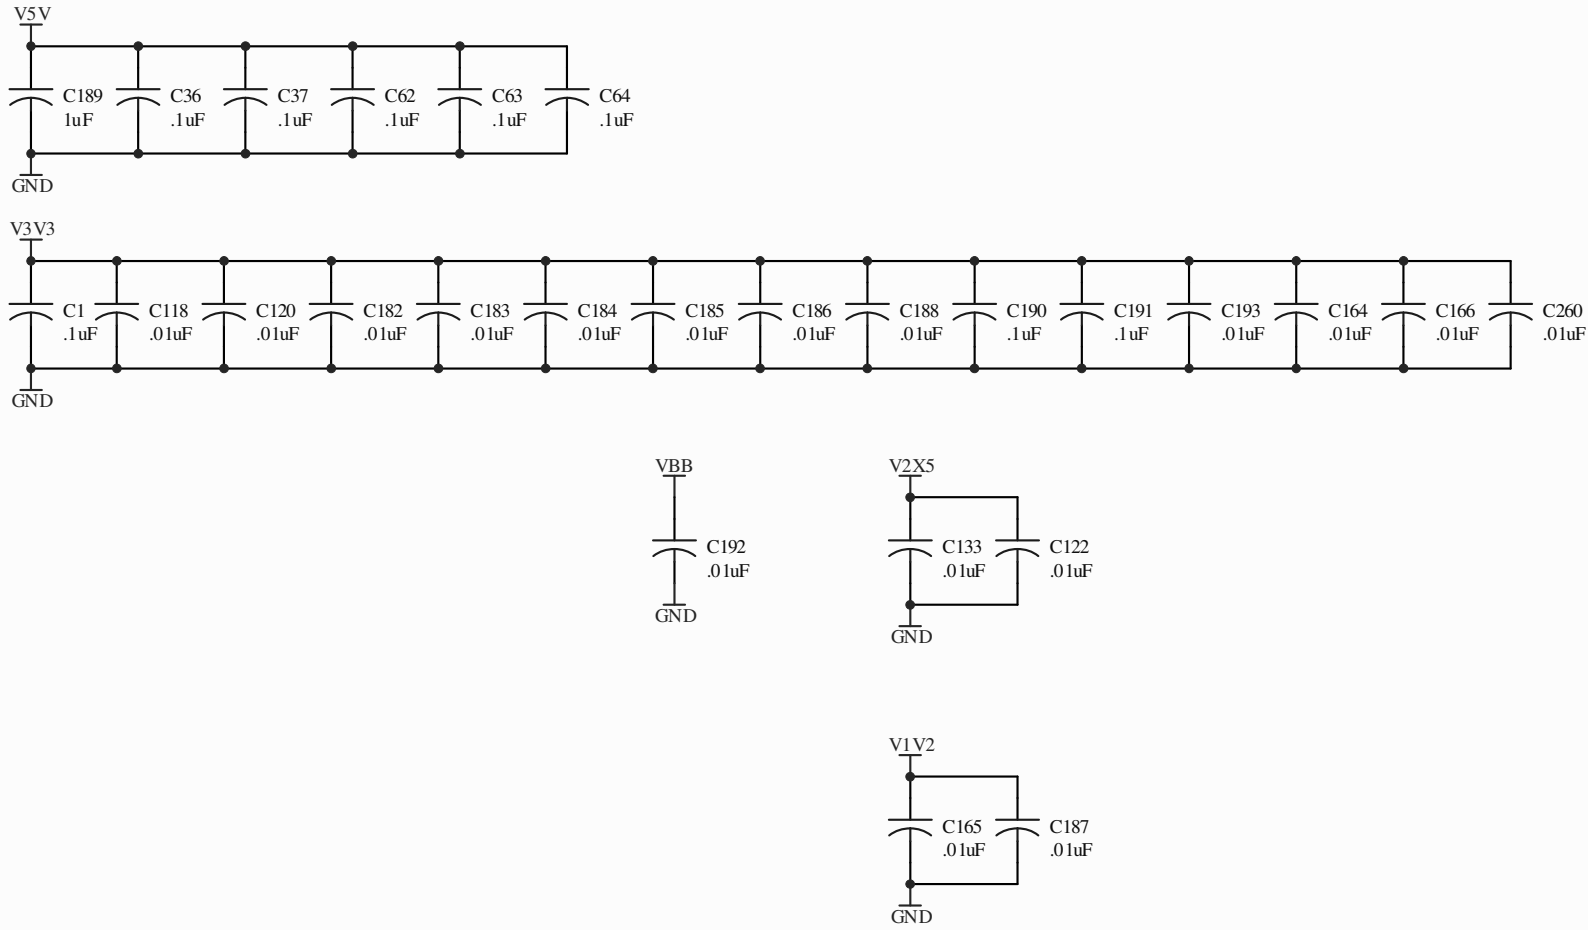 V5V
C189 C36 C37 C62 C63 C64
1uF .1uF .1uF .1uF .1uF .1uF
GND
V3V3
C1 C118 C120 C182 C183 C184 C185 C186 C188 C190 C191 C193 C164 C166 C260
.1uF .01uF .01uF .01uF .01uF .01uF .01uF .01uF .01uF .1uF .1uF .01uF .01uF .01uF .01uF
GND
VBB V2X5
C192 C133 C122
.01uF .01uF .01uF
GND
GND
V1V2
C165 C187
.01uF .01uF
GND